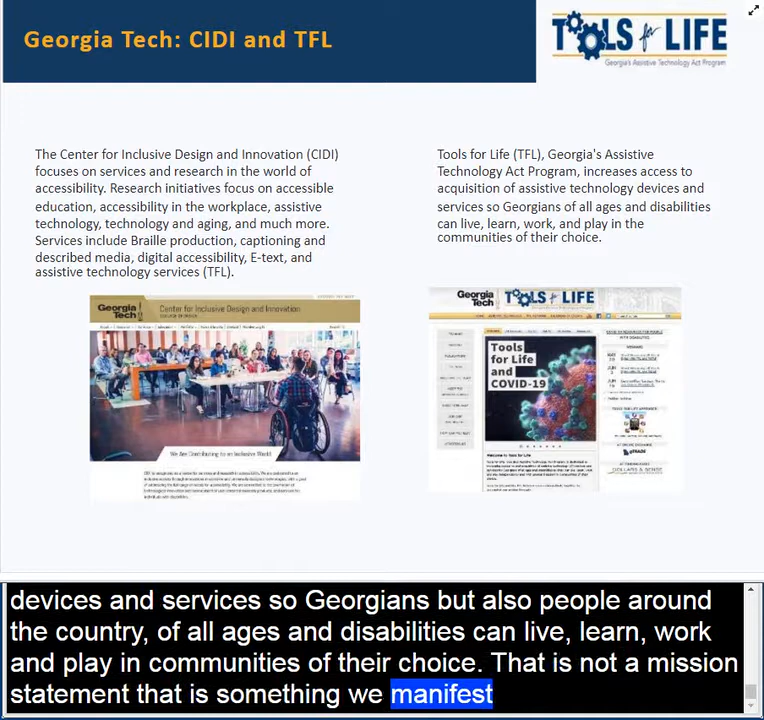 Georgia Tech: CIDI and TFL
TOOLS for LIFE
Georgia's Assistive Technology Act Program
The Center for Inclusive Design and Innovation (CIDI)
focuses on services and research in the world of
accessibility. Research initiatives focus on accessible
education, accessibility in the workplace, assistive
technology, technology and aging, and much more.
Services include Braille production, captioning and
described media, digital accessibility, E-text, and
assistive technology services (TFL).
Tools for Life (TFL), Georgia's Assistive
Technology Act Program, increases access to
acquisition of assistive technology devices and
services so Georgians of all ages and disabilities
can live, learn, work, and play in the
communities of their choice.
Georgia
Tech
Center for Inclusive Design and Innovation
We Are Contributing to an Inclusive World
Georgia
Tech
TOOLS for LIFE
Tools
for Life
and
COVID-19
Welcome to Tools for Life
devices and services so Georgians but also people around
the country, of all ages and disabilities can live, learn, work
and play in communities of their choice. That is not a mission
statement that is something we manifest